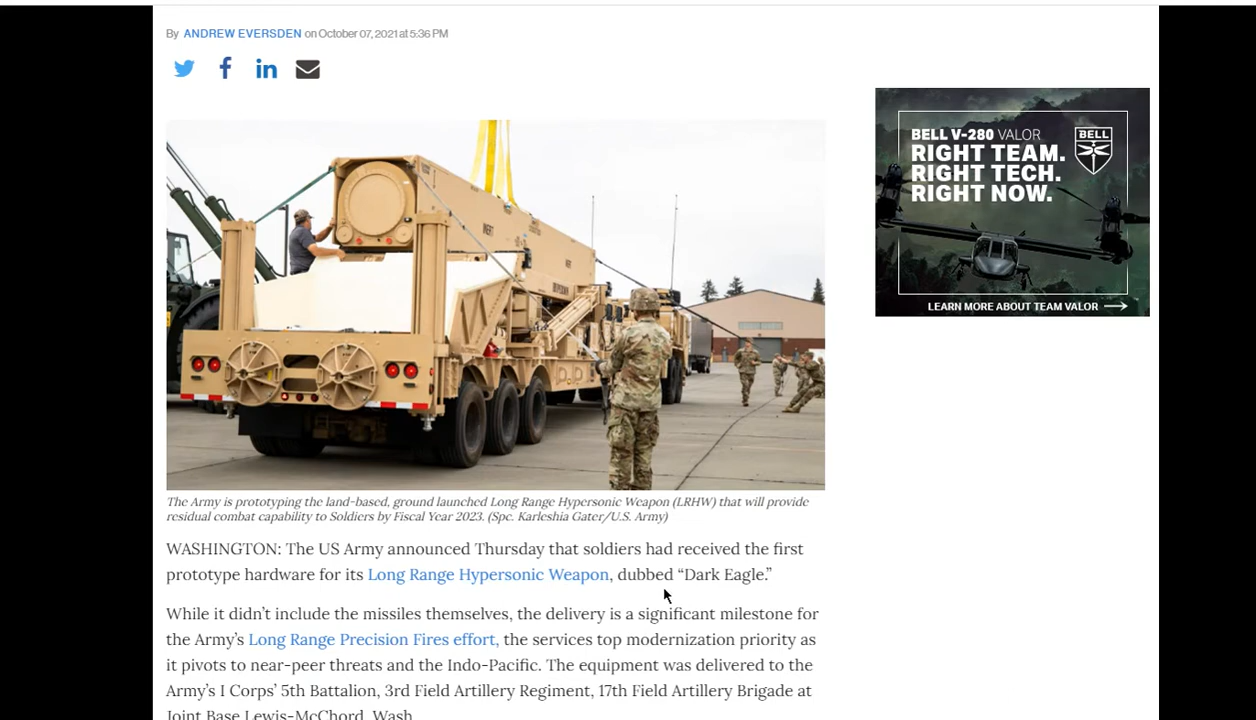 By ANDREW EVERSDEN on October 07, 2021 at 5:36 PM
BELL V-280 VALOR
BELL
RIGHT TEAM.
RIGHT TECH.
RIGHT NOW.
LEARN MORE ABOUT TEAM VALOR
INERT
INERT
The Army is prototyping the land-based, ground launched Long Range Hypersonic Weapon (LRHW) that will provide
residual combat capability to Soldiers by Fiscal Year 2023. (Spc. Karleshia Gater/U.S. Army)
WASHINGTON: The US Army announced Thursday that soldiers had received the first
prototype hardware for its Long Range Hypersonic Weapon, dubbed “Dark Eagle.”
While it didn’t include the missiles themselves, the delivery is a significant milestone for
the Army’s Long Range Precision Fires effort, the services top modernization priority as
it pivots to near-peer threats and the Indo-Pacific. The equipment was delivered to the
Army’s I Corps’ 5th Battalion, 3rd Field Artillery Regiment, 17th Field Artillery Brigade at
Joint Base Lewis-McChord, Wash